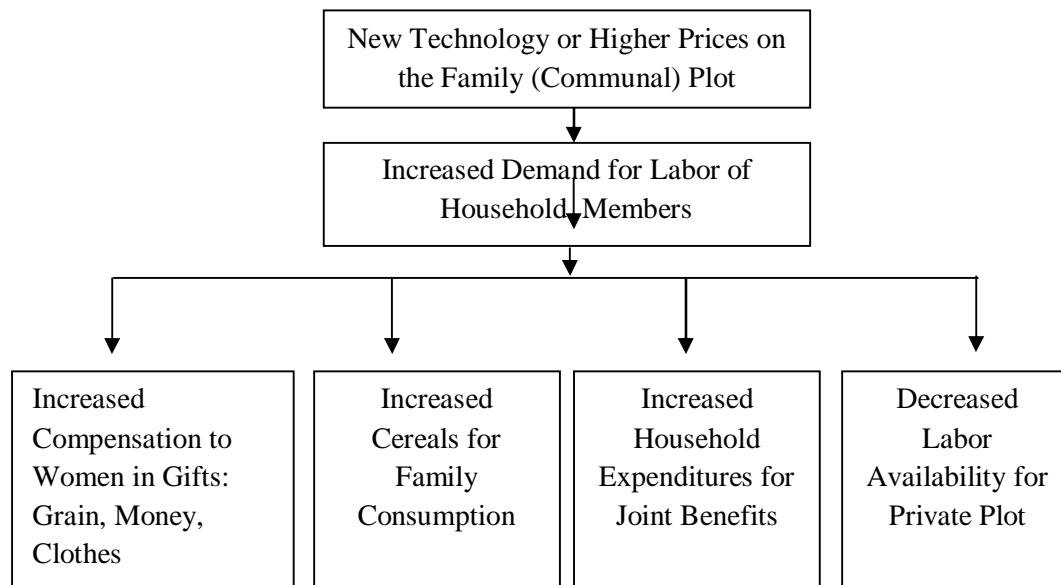 New Technology or Higher Prices on
the Family (Communal) Plot
Increased Demand for Labor of
Household Members
Increased
Compensation to
Women in Gifts:
Grain, Money,
Clothes
Increased
Cereals for
Family
Consumption
Increased
Household
Expenditures for
Joint Benefits
Decreased
Labor
Availability for
Private Plot